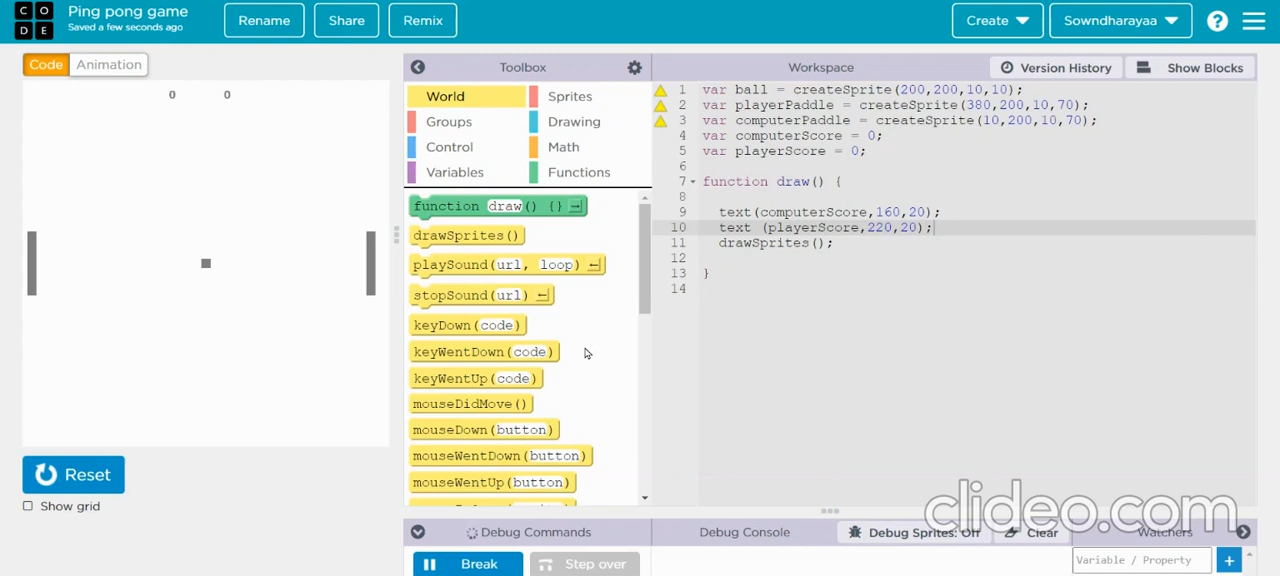 CO
DE
Ping pong game
Saved a few seconds ago
Rename
Share
Remix
Create
Sowndharayaa
?
Code
Animation
0 0
Reset
Show grid
Toolbox
World
Sprites
Groups
Drawing
Control
Math
Variables
Functions
function draw() {}
drawSprites()
playSound(url, loop)
stopSound(url)
keyDown(code)
keyWentDown(code)
keyWentUp(code)
mouseDidMove()
mouseDown(button)
mouseWentDown(button)
mouseWentUp(button)
Workspace
Version History
Show Blocks
1 var ball = createSprite(200,200,10,10);
2 var playerPaddle = createSprite(380,200,10,70);
3 var computerPaddle = createSprite(10,200,10,70);
4 var computerScore = 0;
5 var playerScore = 0;
6
7 function draw() {
8
9 text(computerScore,160,20);
10 text (playerScore,220,20);
11 drawSprites();
12
13 }
14
clideo.com
Debug Commands
Debug Console
Debug Sprites: Off
Clear
Watchers
Break
Step over
Variable / Property
+